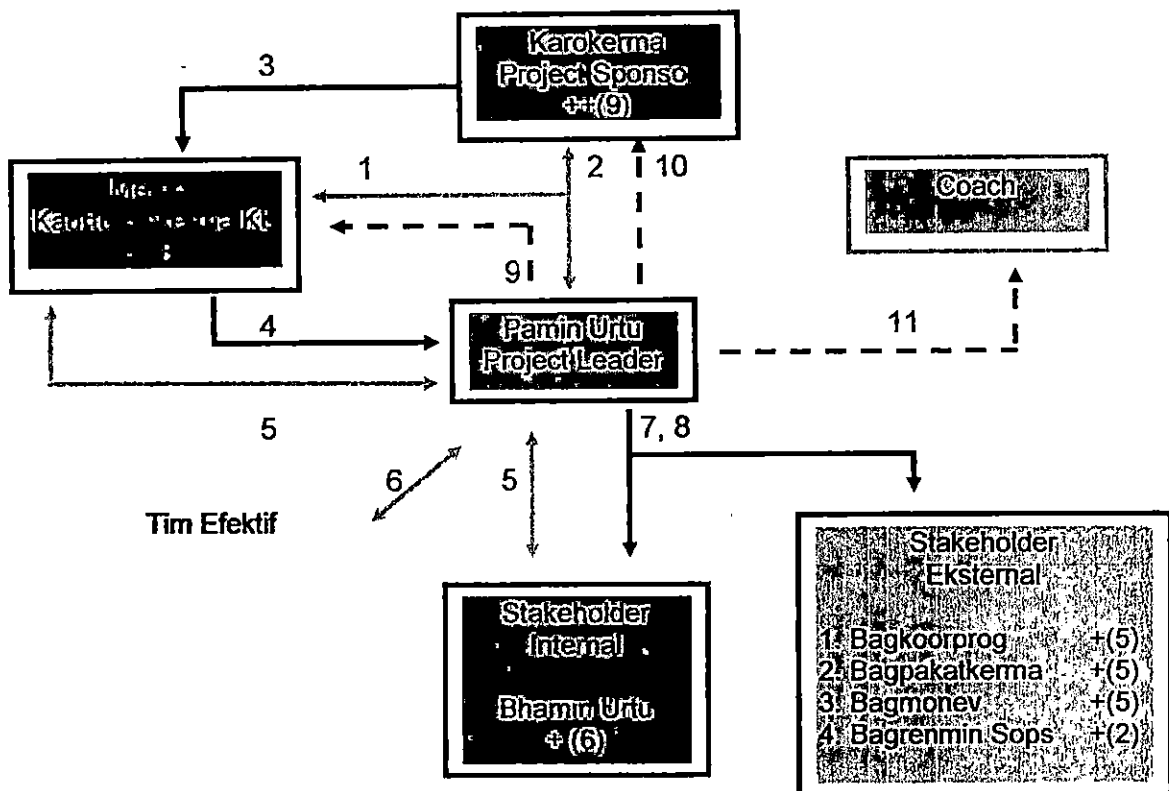 Karokerma
Project Sponso
++(9)
3
1
2
10
Coach
9
4
Pamin Urtu
Project Leader
11
5
7, 8
6
5
Tim Efektif
Stakeholder
Internal
Bhamin Urtu
+ (6)
Stakeholder
Eksternal
1. Bagkoorprog +(5)
2. Bagpakatkerma +(5)
3. Bagmonev +(5)
4. Bagrenmin Sops +(2)